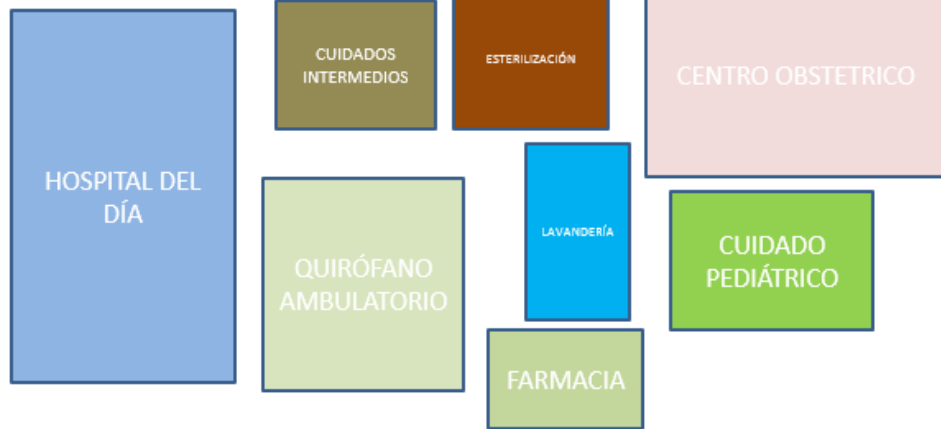 HOSPITAL DEL
DÍA
CUIDADOS
INTERMEDIOS
ESTERILIZACIÓN
CENTRO OBSTETRICO
QUIRÓFANO
AMBULATORIO
LAVANDERÍA
CUIDADO
PEDIÁTRICO
FARMACIA